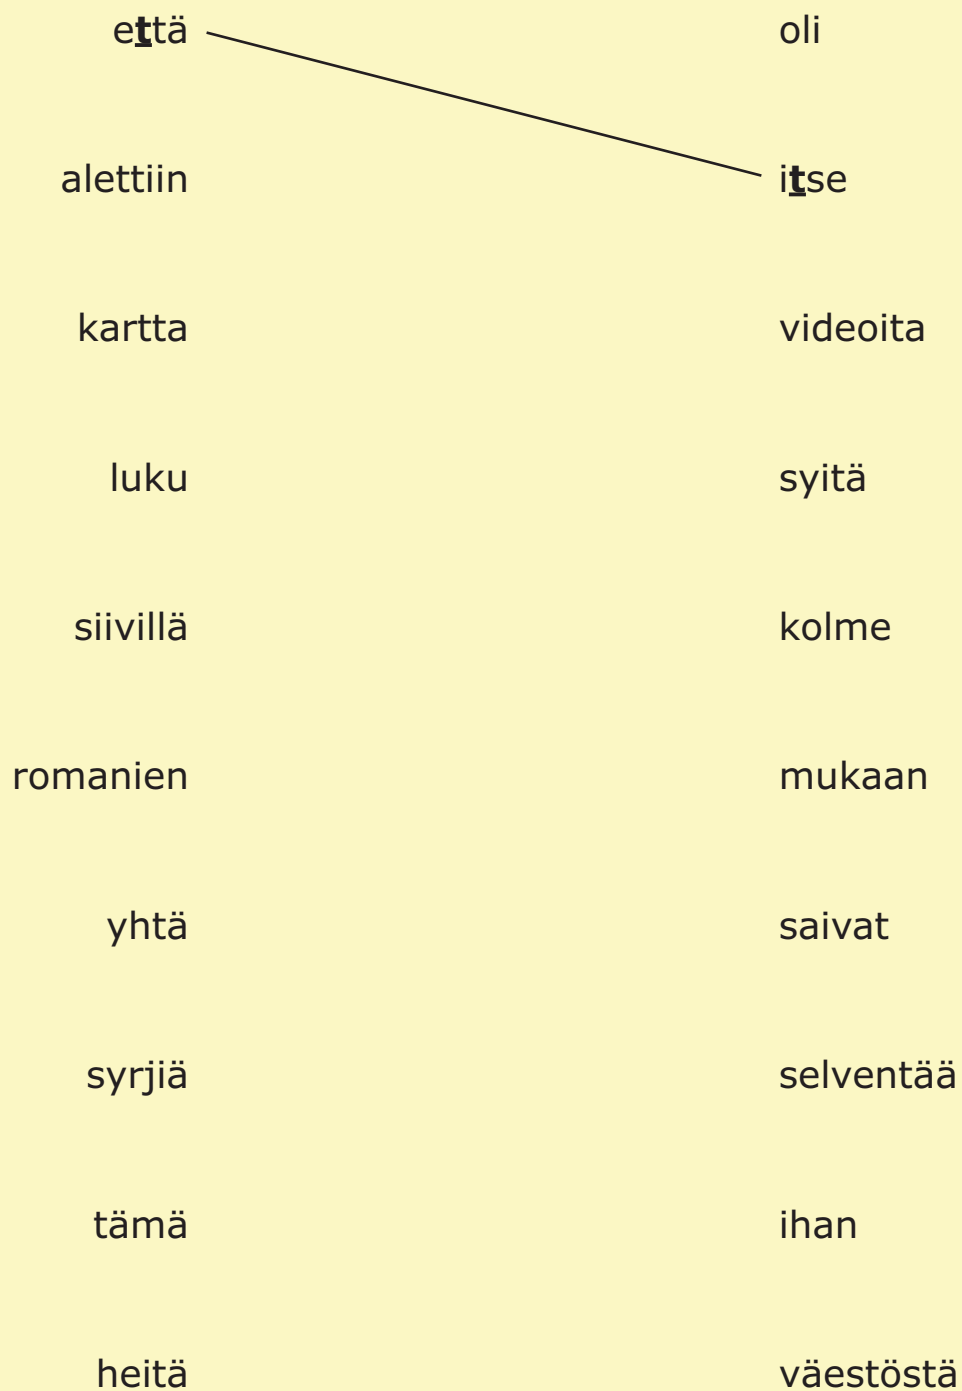 että oli
alettiin itse
kartta videoita
luku syitä
siivillä kolme
romanien mukaan
yhtä saivat
syrjiä selventää
tämä ihan
heitä väestöstä